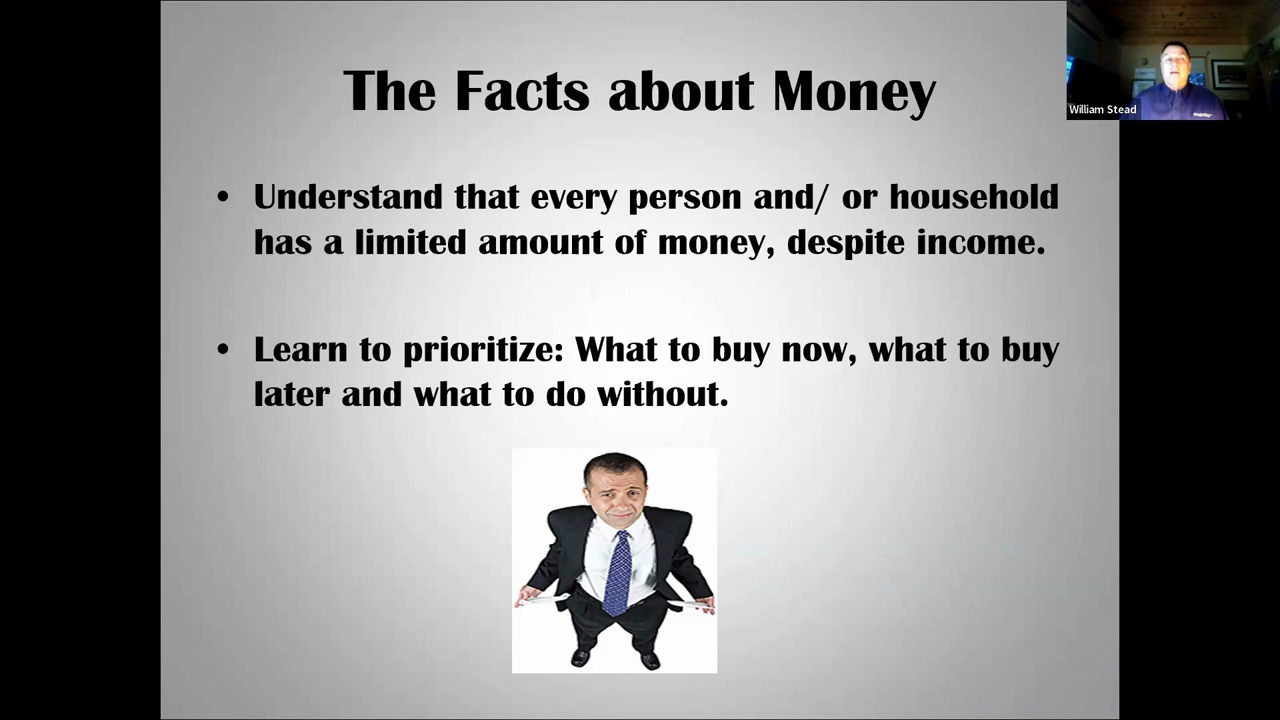 The Facts about Money
William Stead
• Understand that every person and/ or household
has a limited amount of money, despite income.
• Learn to prioritize: What to buy now, what to buy
later and what to do without.